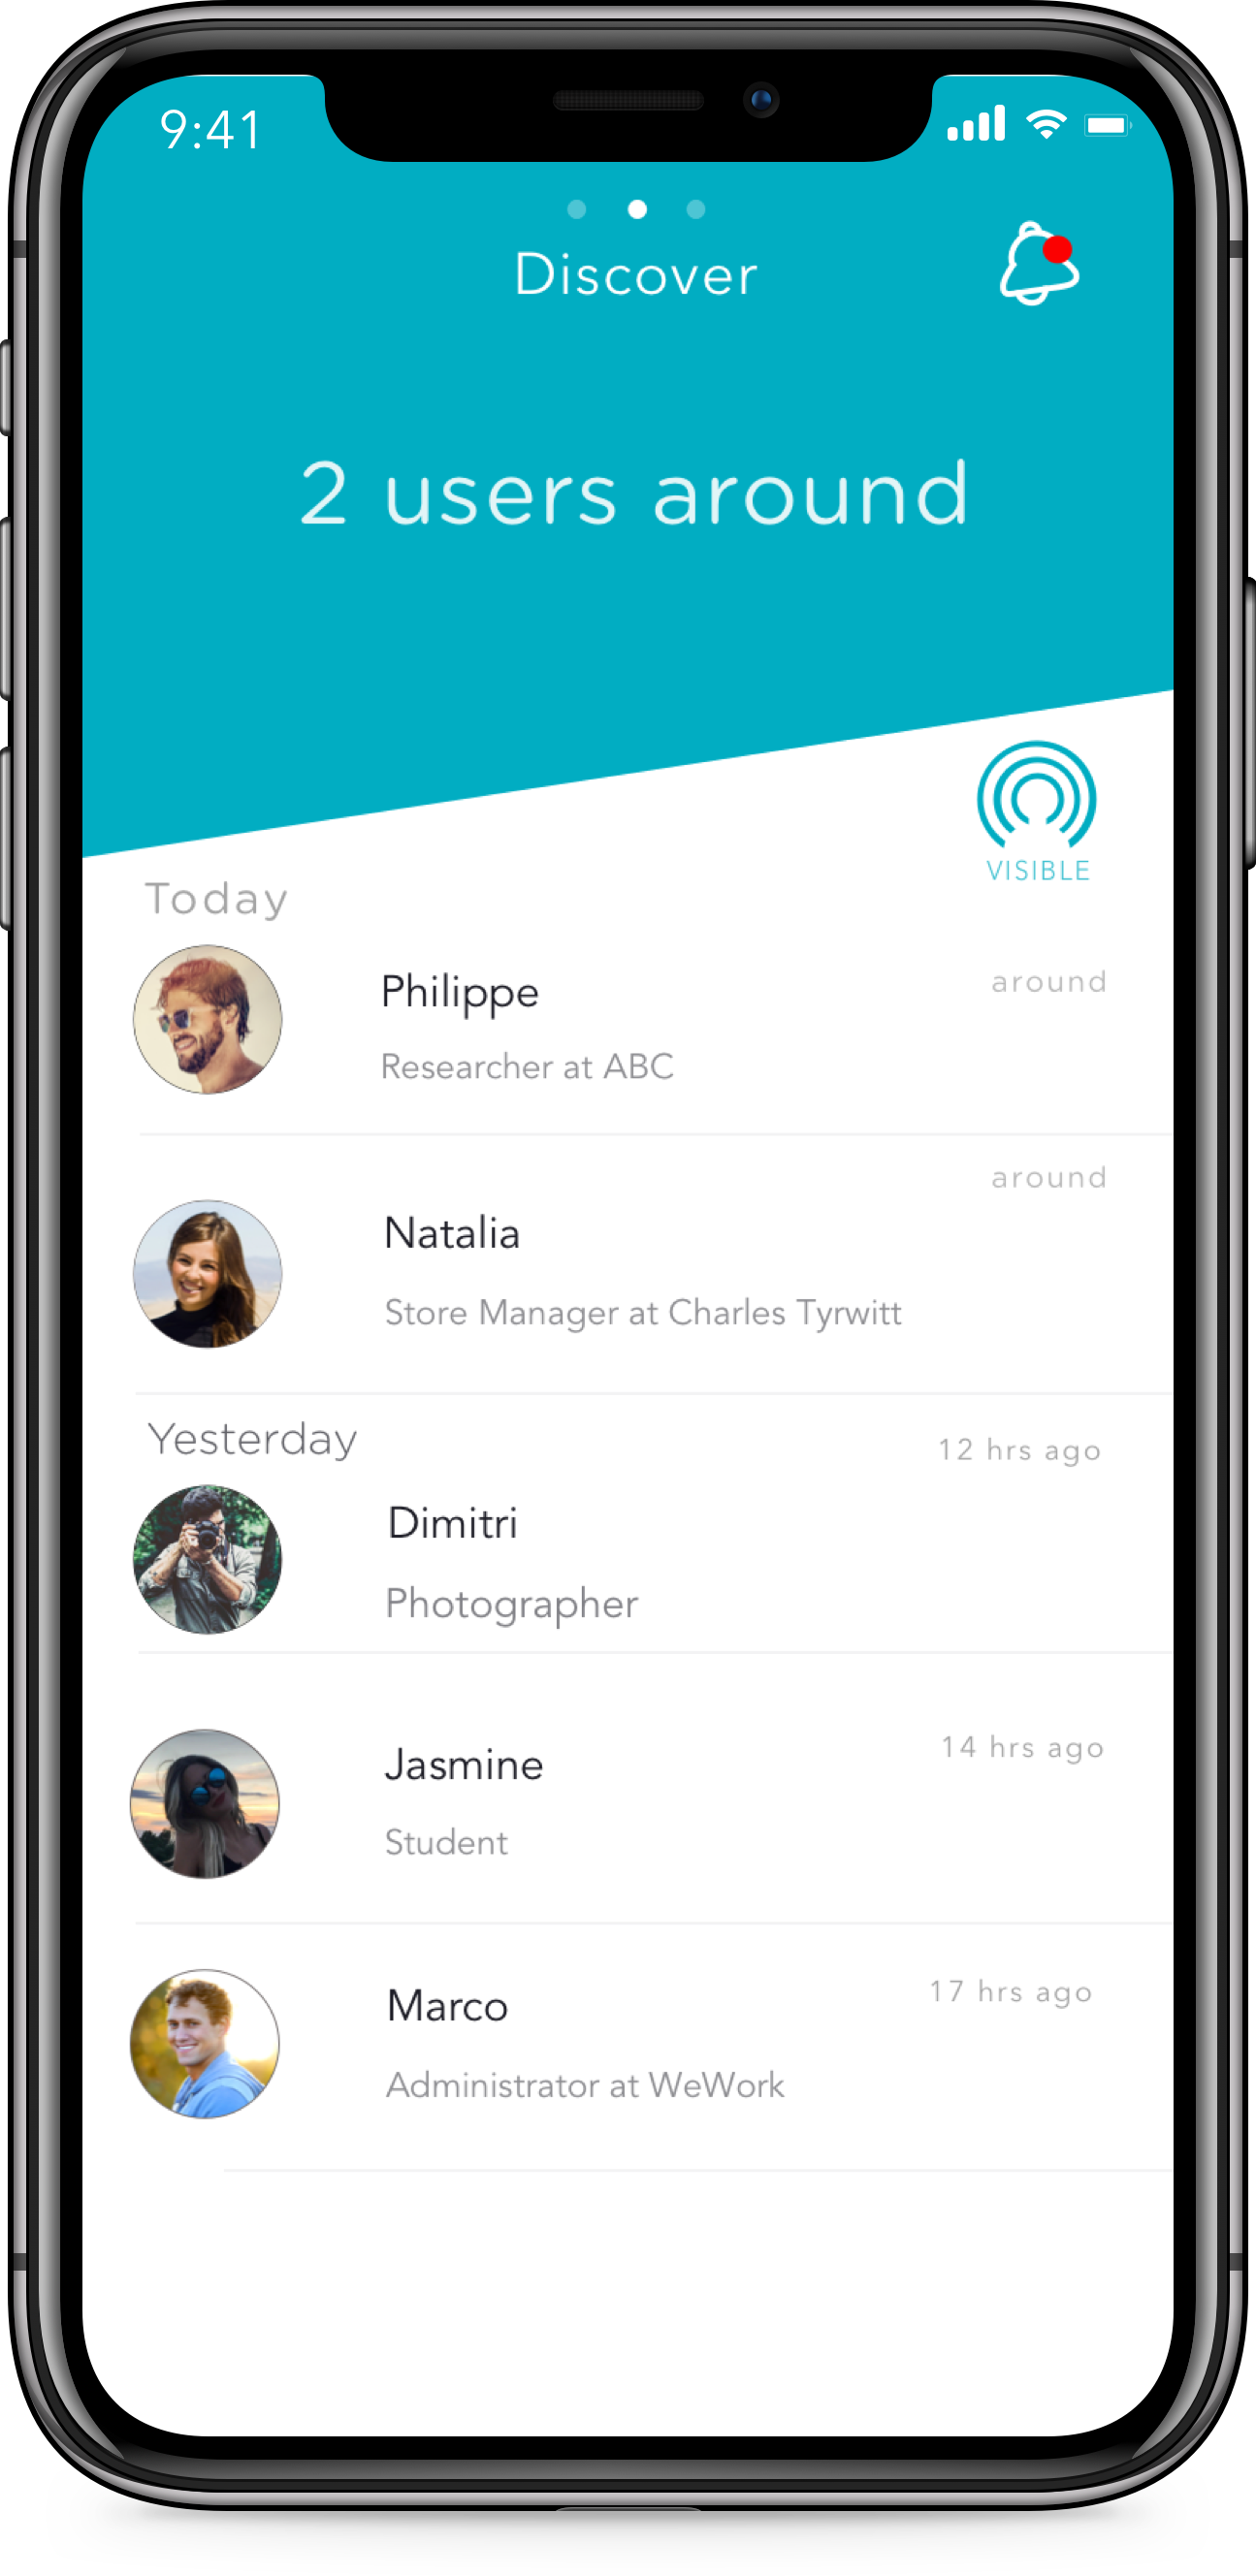 9:41
Discover
2 users around
VISIBLE
Today
Philippe
around
Researcher at ABC
around
Natalia
Store Manager at Charles Tyrwitt
Yesterday
12 hrs ago
Dimitri
Photographer
Jasmine
14 hrs ago
Student
Marco
17 hrs ago
Administrator at WeWork